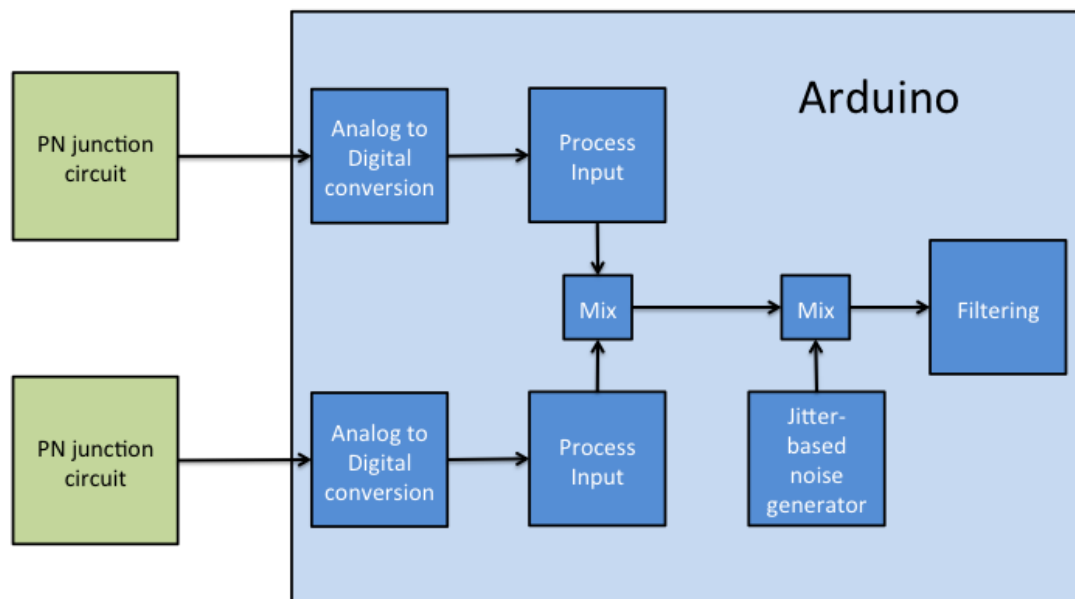 Arduino
PN junction
circuit
Analog to
Digital
conversion
Process
Input
Mix
Mix
Filtering
PN junction
circuit
Analog to
Digital
conversion
Process
Input
Jitter-
based
noise
generator